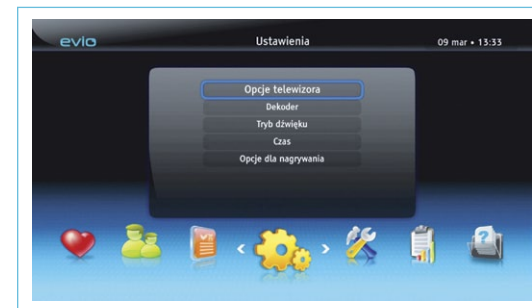 evio
Ustawienia
09 mar • 13:33
Opcje telewizora
Dekoder
Tryb dźwięku
Czas
Opcje dla nagrywania
?